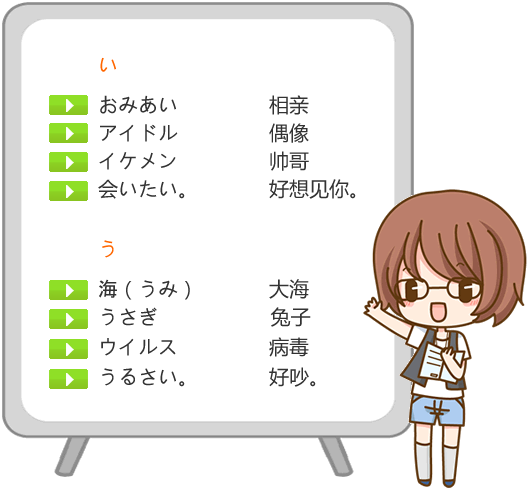 い
おみあい 相亲
アイドル 偶像
イケメン 帅哥
会いたい。 好想见你。
う
海(うみ) 大海
うさぎ 兔子
ウイルス 病毒
うるさい。 好吵。